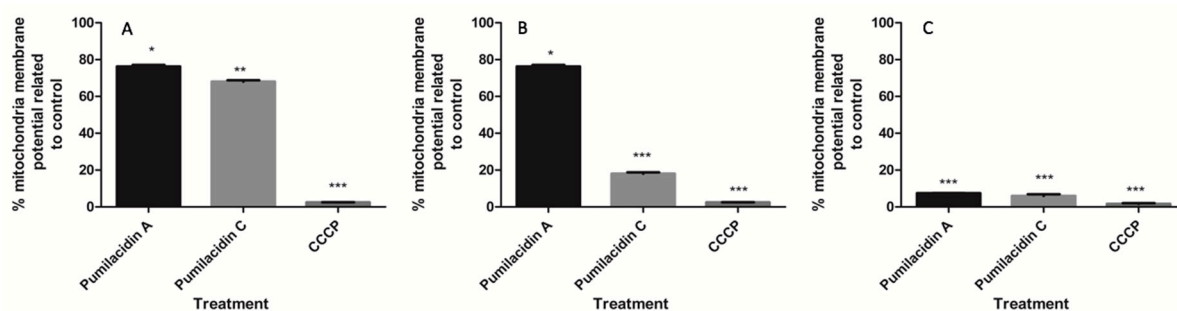 A
% mitochondria membrane
potential related
to control
100
80
60
40
20
0
*
**
***
Pumilacidin A
Pumilacidin C
CCCP
Treatment
B
% mitochondria membrane
potential related
to control
100
80
60
40
20
0
*
***
***
Pumilacidin A
Pumilacidin C
CCCP
Treatment
C
% mitochondria membrane
potential related
to control
100
80
60
40
20
0
***
***
***
Pumilacidin A
Pumilacidin C
CCCP
Treatment